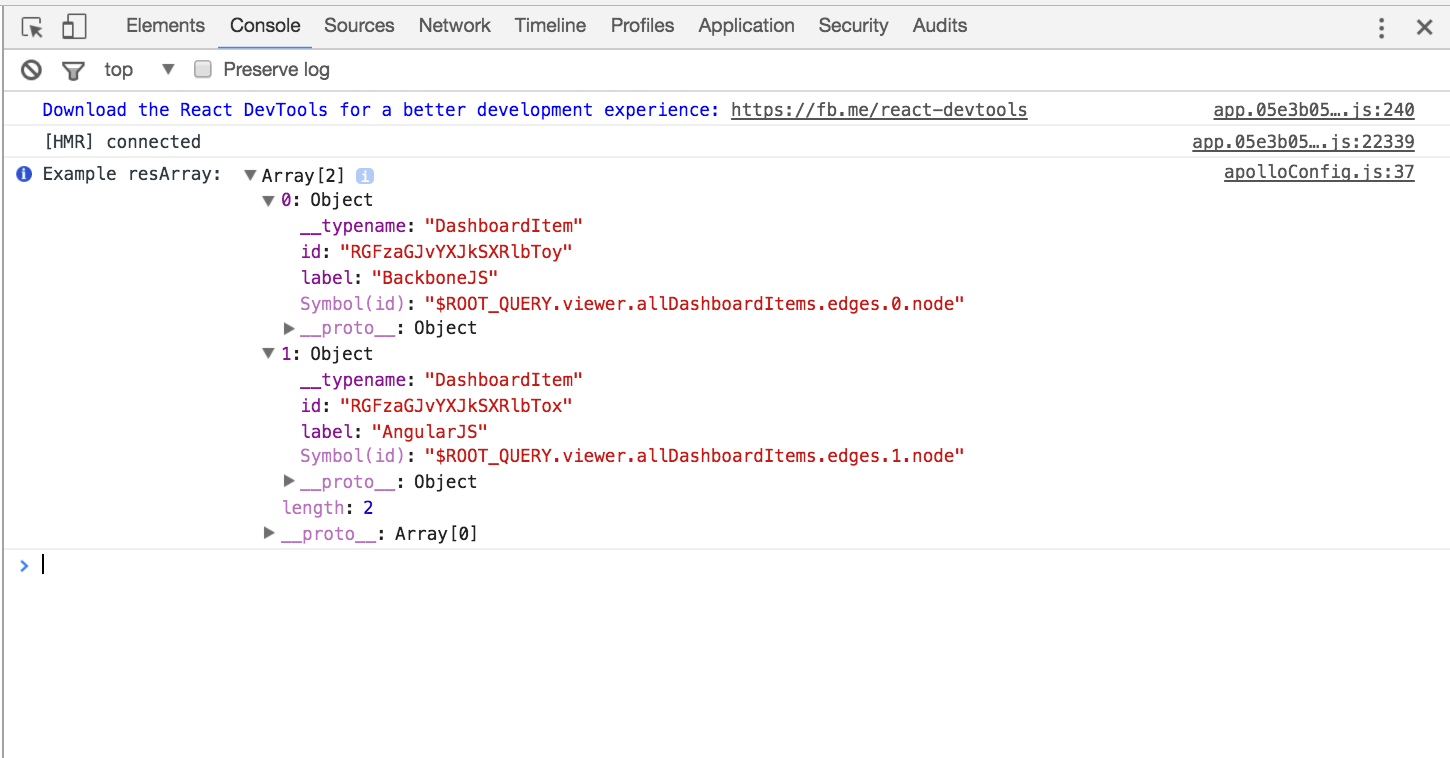 Elements Console Sources Network Timeline Profiles Application Security Audits
top Preserve log
Download the React DevTools for a better development experience: https://fb.me/react-devtools app.05e3b05….js:240
[HMR] connected app.05e3b05….js:22339
Example resArray: Array[2] i apolloConfig.js:37
0: Object
__typename: "DashboardItem"
id: "RGFzaGJvYXJkSXRlbToy"
label: "BackboneJS"
Symbol(id): "$ROOT_QUERY.viewer.allDashboardItems.edges.0.node"
__proto__: Object
1: Object
__typename: "DashboardItem"
id: "RGFzaGJvYXJkSXRlbTox"
label: "AngularJS"
Symbol(id): "$ROOT_QUERY.viewer.allDashboardItems.edges.1.node"
__proto__: Object
length: 2
__proto__: Array[0]